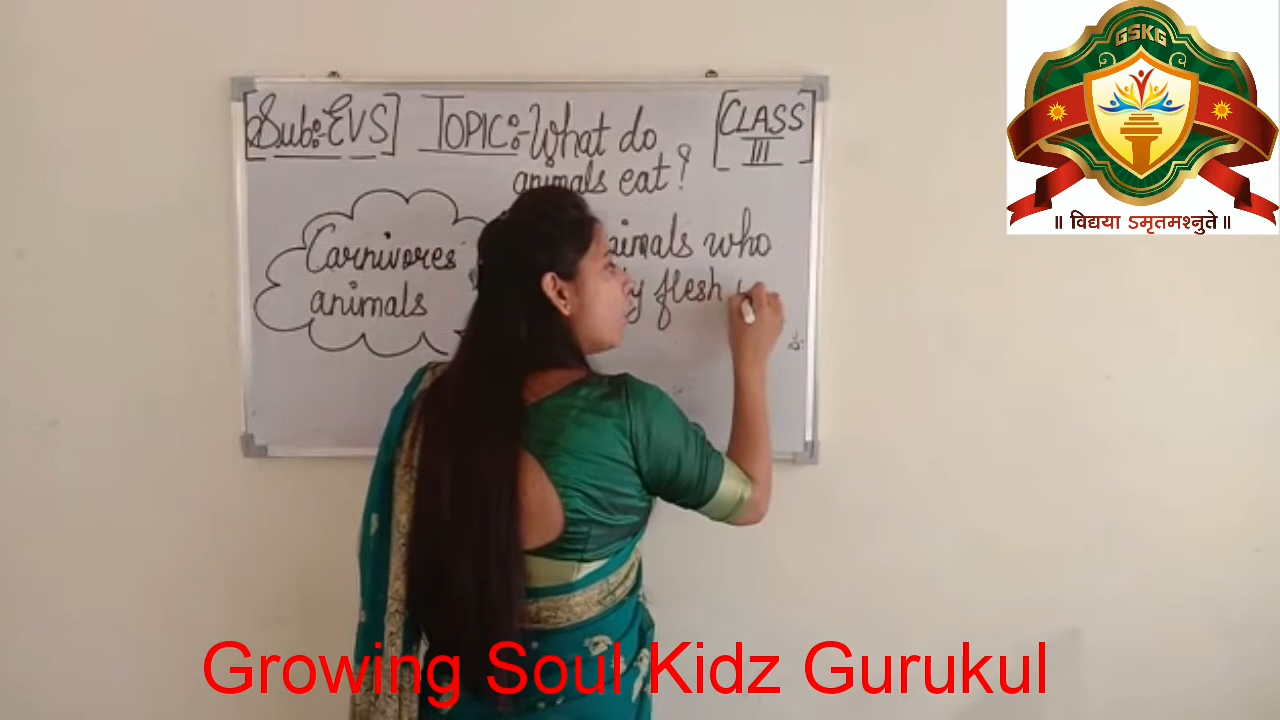 [Sub:- EVS]
TOPIC:- What do
animals eat?
[CLASS
III]
Carnivores
animals
who
flesh
GSKG
॥ विद्यया ऽमृतमश्नुते ॥
Growing Soul Kidz Gurukul